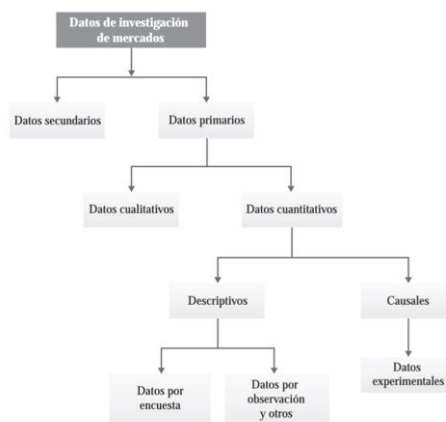 Datos de investigación
de mercados
Datos secundarios
Datos primarios
Datos cualitativos
Datos cuantitativos
Descriptivos
Causales
Datos por
encuesta
Datos por
observación
y otros
Datos
experimentales